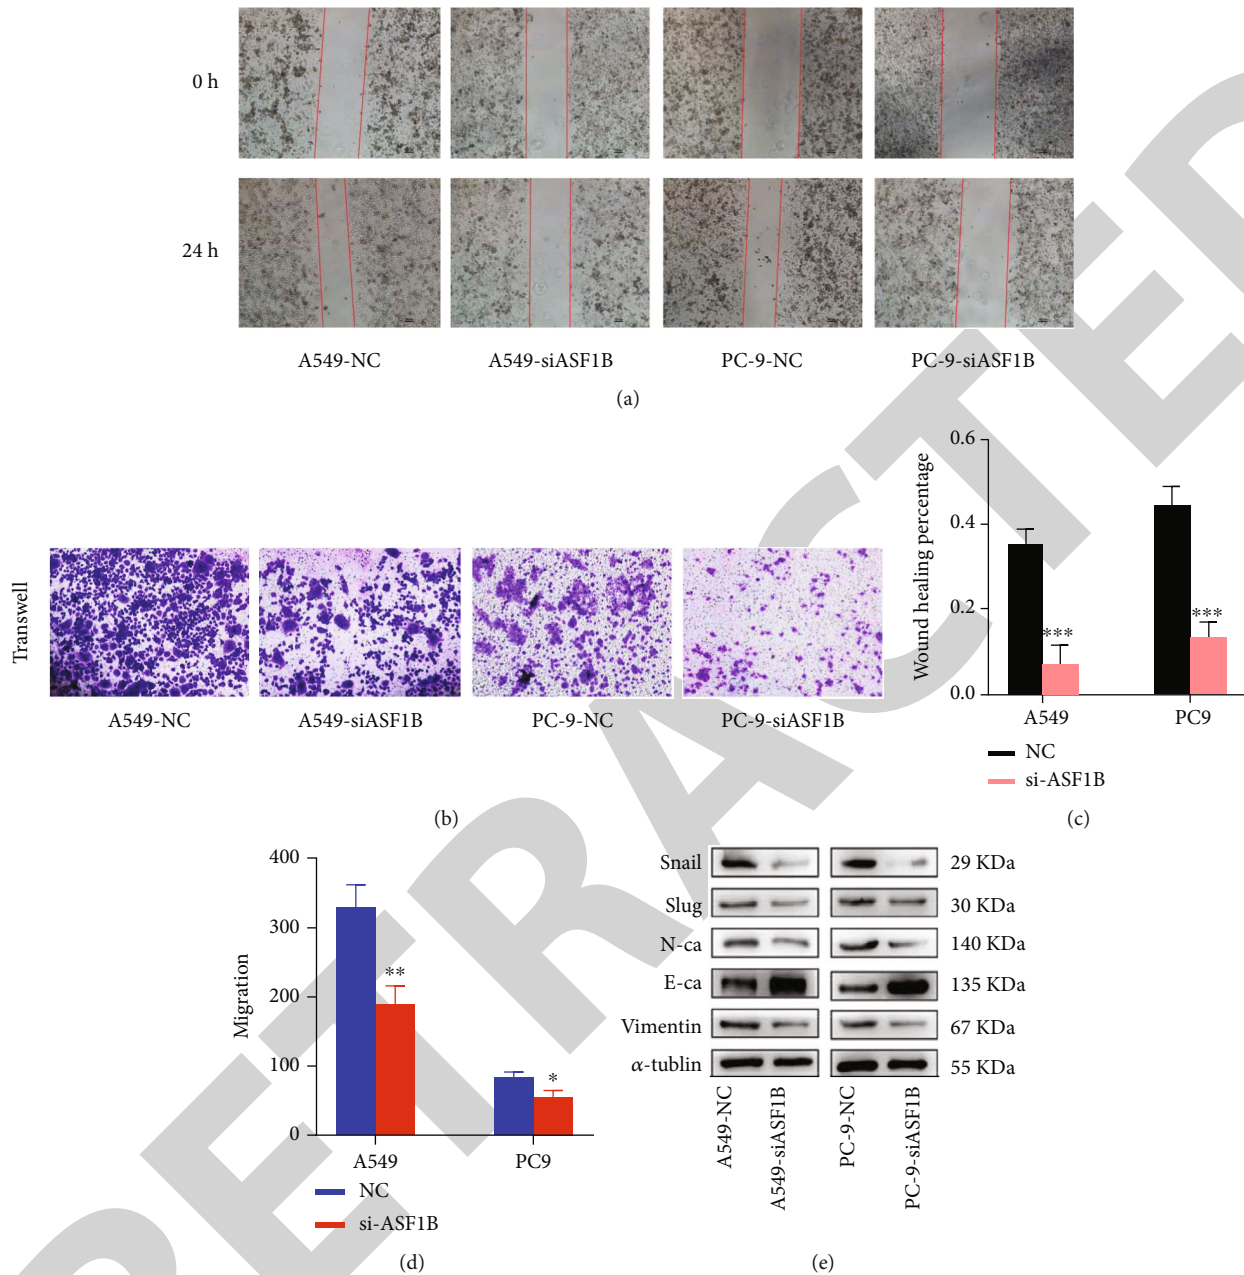 0 h
24 h
A549-NC
A549-siASF1B
PC-9-NC
PC-9-siASF1B
(a)
Transwell
A549-NC
A549-siASF1B
PC-9-NC
PC-9-siASF1B
(b)
Wound healing percentage
0.6
0.4
0.2
0.0
***
***
A549
PC9
NC
si-ASF1B
(c)
Migration
400
300
200
100
0
**
*
A549
PC9
NC
si-ASF1B
(d)
Snail
29 KDa
Slug
30 KDa
N-ca
140 KDa
E-ca
135 KDa
Vimentin
67 KDa
α-tublin
55 KDa
A549-NC
A549-siASF1B
PC-9-NC
PC-9-siASF1B
(e)
RETRACTED